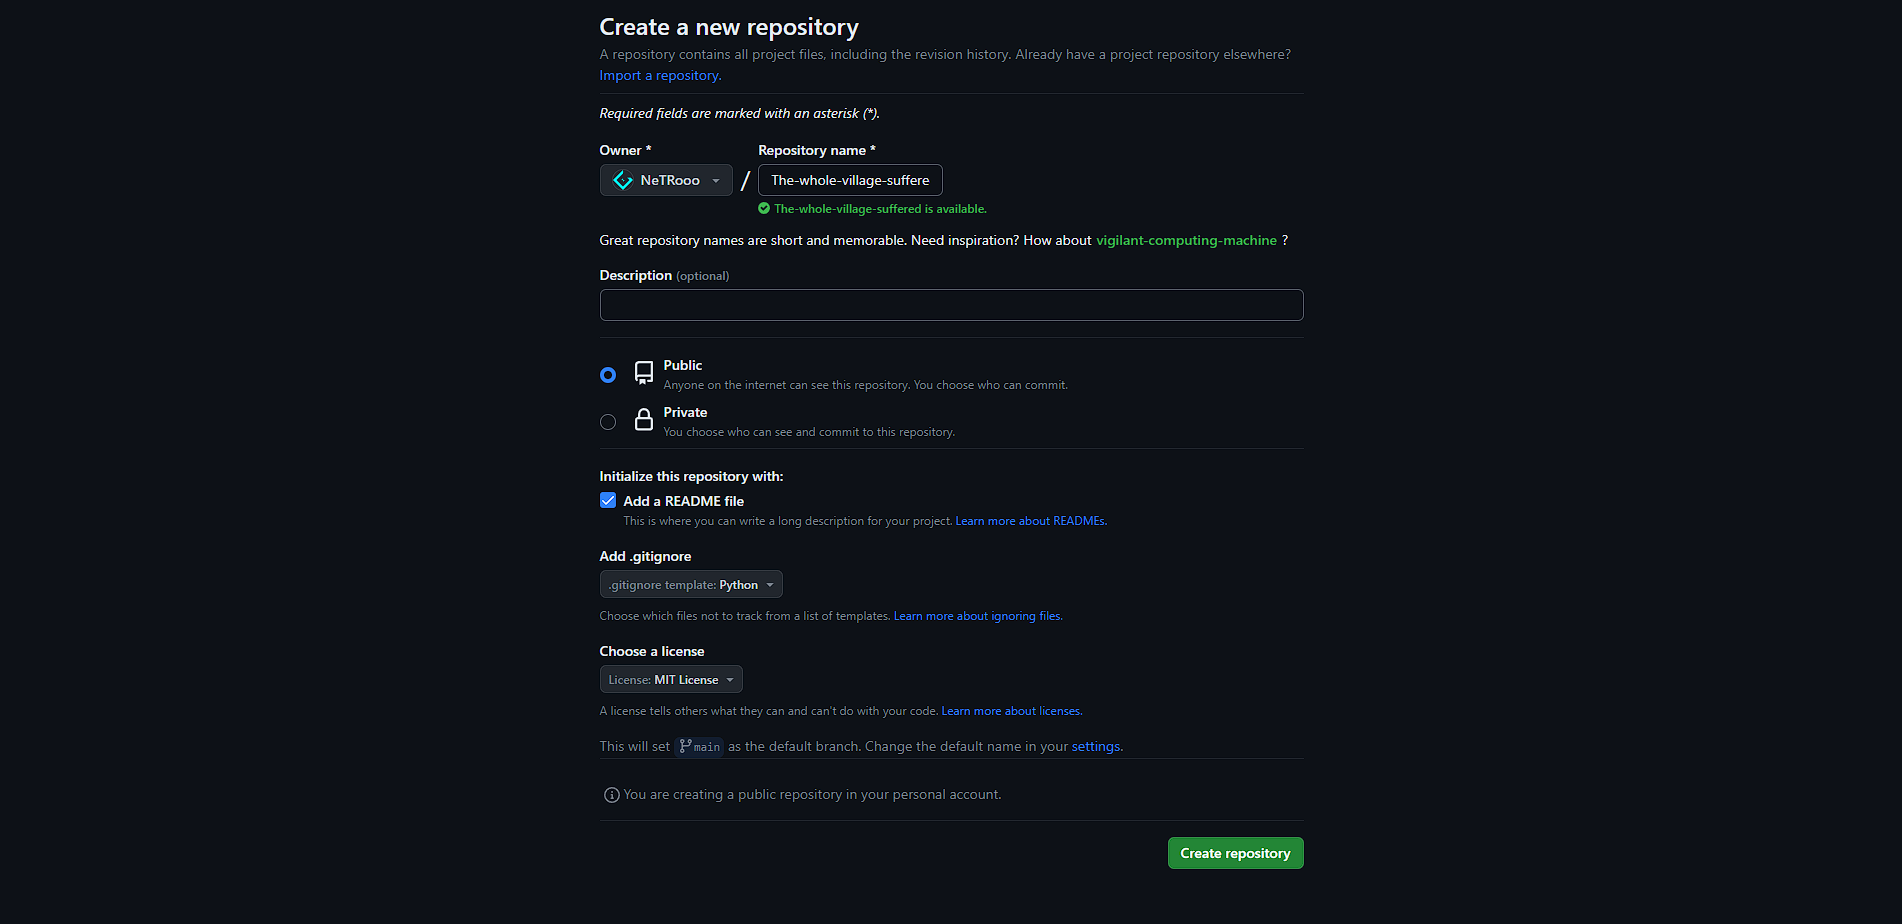 Create a new repository
A repository contains all project files, including the revision history. Already have a project repository elsewhere?
Import a repository.
Required fields are marked with an asterisk (*).
Owner * Repository name *
NeTRooo / The-whole-village-suffere
The-whole-village-suffered is available.
Great repository names are short and memorable. Need inspiration? How about vigilant-computing-machine ?
Description (optional)
Public
Anyone on the internet can see this repository. You choose who can commit.
Private
You choose who can see and commit to this repository.
Initialize this repository with:
Add a README file
This is where you can write a long description for your project. Learn more about READMEs.
Add .gitignore
.gitignore template: Python
Choose which files not to track from a list of templates. Learn more about ignoring files.
Choose a license
License: MIT License
A license tells others what they can and can't do with your code. Learn more about licenses.
This will set main as the default branch. Change the default name in your settings.
You are creating a public repository in your personal account.
Create repository